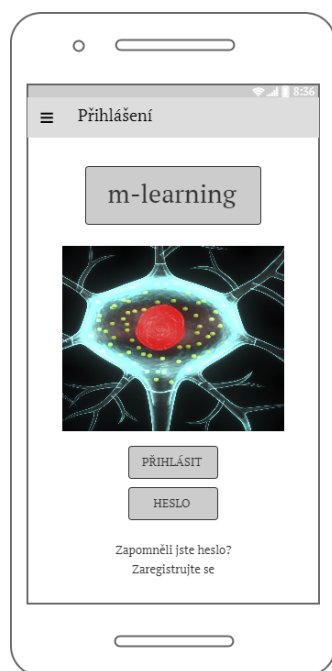 8:36
Přihlášení
m-learning
PŘIHLÁSIT
HESLO
Zapomněli jste heslo?
Zaregistrujte se